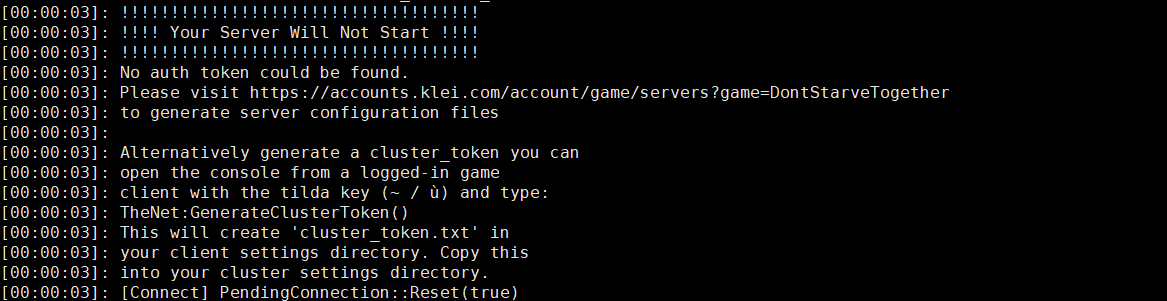 [00:00:03]: !!!!!!!!!!!!!!!!!!!!!!!!!!!!!!!!!!!!
[00:00:03]: !!!! Your Server Will Not Start !!!!
[00:00:03]: !!!!!!!!!!!!!!!!!!!!!!!!!!!!!!!!!!!!
[00:00:03]: No auth token could be found.
[00:00:03]: Please visit https://accounts.klei.com/account/game/servers?game=DontStarveTogether
[00:00:03]: to generate server configuration files
[00:00:03]:
[00:00:03]: Alternatively generate a cluster_token you can
[00:00:03]: open the console from a logged-in game
[00:00:03]: client with the tilda key (~ / ù) and type:
[00:00:03]: TheNet:GenerateClusterToken()
[00:00:03]: This will create 'cluster_token.txt' in
[00:00:03]: your client settings directory. Copy this
[00:00:03]: into your cluster settings directory.
[00:00:03]: [Connect] PendingConnection::Reset(true)